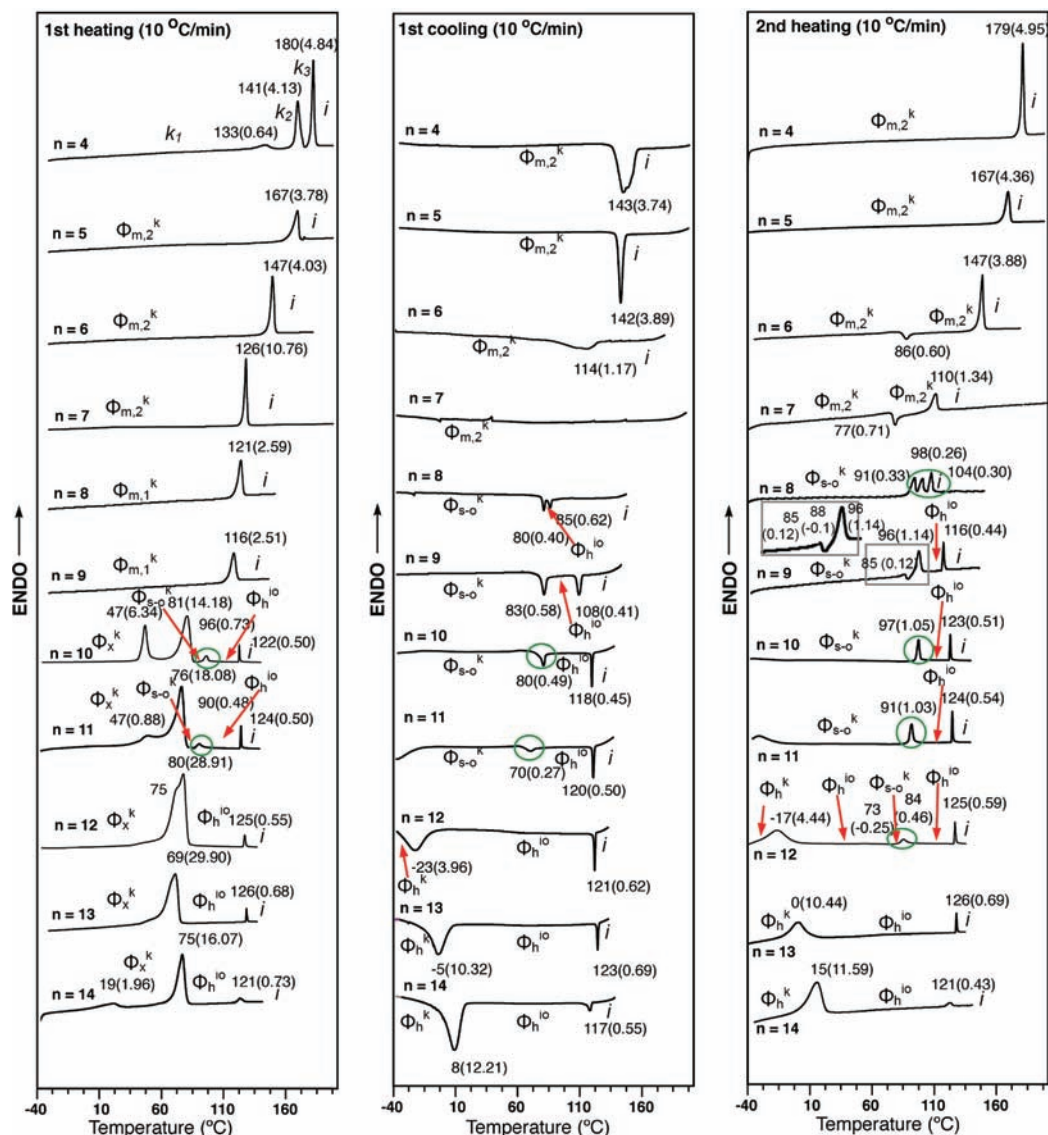 1st heating (10 °C/min)
180(4.84)
k3
141(4.13)
k2
i
133(0.64)
k1
n = 4
167(3.78)
Φm,2k
i
n = 5
147(4.03)
i
Φm,2k
n = 6
126(10.76)
Φm,2k
n = 7
121(2.59)
Φm,1k
n = 8
116(2.51)
Φm,1k
n = 9
Φs-ok
81(14.18)
Φhio
47(6.34)
96(0.73)
Φxk
122(0.50)
n = 10
76(18.08)
Φs-ok
Φhio
Φxk
90(0.48)
47(0.88)
124(0.50)
i
n = 11
80(28.91)
75
n = 12
Φxk
Φhio
125(0.55)
i
69(29.90)
126(0.68)
n = 13
Φxk
Φhio
i
75(16.07)
Φxk
19(1.96)
Φhio
121(0.73)
n = 14
i
ENDO
-40
60
160
Temperature (ºC)
1st cooling (10 °C/min)
n = 4
Φm,2k
i
143(3.74)
n = 5
Φm,2k
i
142(3.89)
n = 6
Φm,2k
i
114(1.17)
n = 7
Φm,2k
n = 8
Φs-ok
85(0.62)
i
80(0.40)
Φhio
n = 9
Φs-ok
i
83(0.58)
108(0.41)
Φhio
n = 10
Φs-ok
Φhio
i
80(0.49)
118(0.45)
n = 11
Φs-ok
Φhio
i
70(0.27)
120(0.50)
n = 12
Φhio
i
-23(3.96)
Φhk
121(0.62)
n = 13
Φhk
Φhio
i
-5(10.32)
123(0.69)
n = 14
Φhk
Φhio
i
117(0.55)
8(12.21)
ENDO
-40
10
60
110
160
Temperature (ºC)
2nd heating (10 °C/min)
179(4.95)
Φm,2k
i
n = 4
167(4.36)
Φm,2k
i
n = 5
147(3.88)
Φm,2k
Φm,2k
i
n = 6
86(0.60)
110(1.34)
Φm,2k
Φm,2k
i
n = 7
77(0.71)
98(0.26)
Φs-ok
91(0.33)
104(0.30)
n = 8
i
Φhio
85
(0.12)
88
(-0.1)
96
(1.14)
96(1.14)
116(0.44)
Φs-ok
85 (0.12)
i
n = 9
Φhio
97(1.05)
123(0.51)
n = 10
Φs-ok
i
Φhio
91(1.03)
124(0.54)
Φs-ok
i
n = 11
Φhk
Φhio
Φs-ok
Φhio
-17(4.44)
73
(-0.25)
84
(0.46)
125(0.59)
i
n = 12
0(10.44)
126(0.69)
Φhk
Φhio
i
n = 13
15(11.59)
Φhk
Φhio
121(0.43)
i
n = 14
ENDO
-40
10
60
110
160
Temperature (ºC)